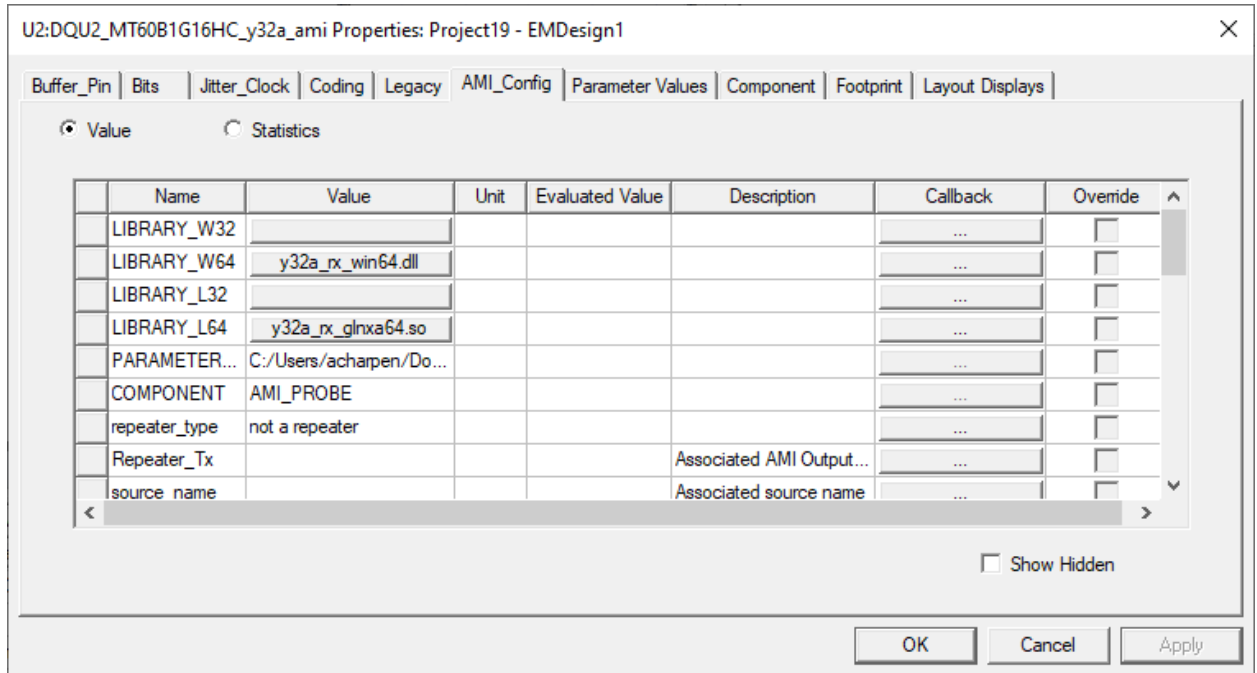 U2:DQU2_MT60B1G16HC_y32a_ami Properties: Project19 - EMDesign1
Buffer_Pin Bits Jitter_Clock Coding Legacy AMI_Config Parameter Values Component Footprint Layout Displays
Value Statistics
Name Value Unit Evaluated Value Description Callback Override
LIBRARY_W32 ...
LIBRARY_W64 y32a_rx_win64.dll ...
LIBRARY_L32 ...
LIBRARY_L64 y32a_rx_glnxa64.so ...
PARAMETER... C:/Users/acharpen/Do... ...
COMPONENT AMI_PROBE ...
repeater_type not a repeater ...
Repeater_Tx Associated AMI Output... ...
source_name Associated source name ...
Show Hidden
OK Cancel Apply